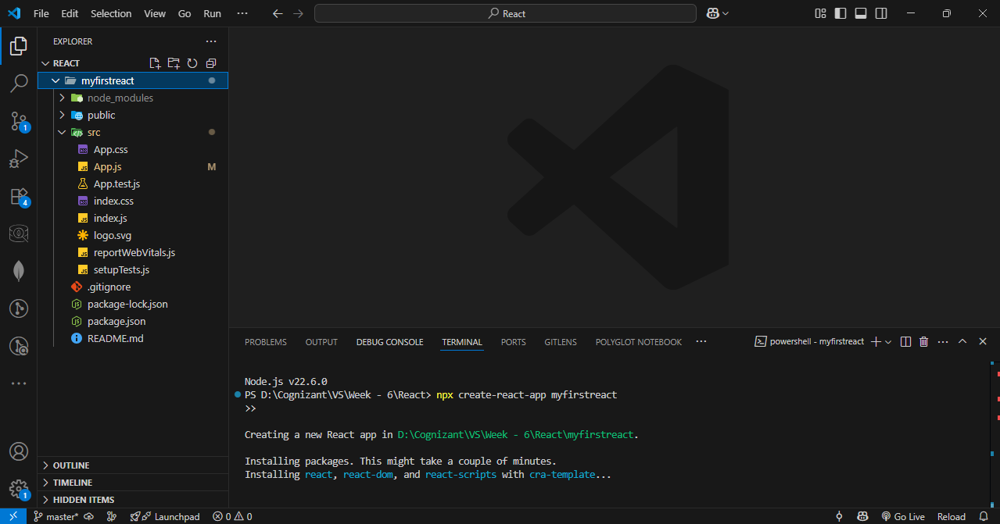 File Edit Selection View Go Run ···
React
EXPLORER
REACT
myfirstreact
node_modules
public
src
App.css
App.js M
App.test.js
index.css
index.js
logo.svg
reportWebVitals.js
setupTests.js
.gitignore
package-lock.json
package.json
README.md
OUTLINE
TIMELINE
HIDDEN ITEMS
1
4
1
PROBLEMS OUTPUT DEBUG CONSOLE TERMINAL PORTS GITLENS POLYGLOT NOTEBOOK ···
powershell - myfirstreact
Node.js v22.6.0
PS D:\Cognizant\VS\Week - 6\React> npx create-react-app myfirstreact
>>
Creating a new React app in D:\Cognizant\VS\Week - 6\React\myfirstreact.
Installing packages. This might take a couple of minutes.
Installing react, react-dom, and react-scripts with cra-template...
master* Launchpad 0 0 Go Live Reload